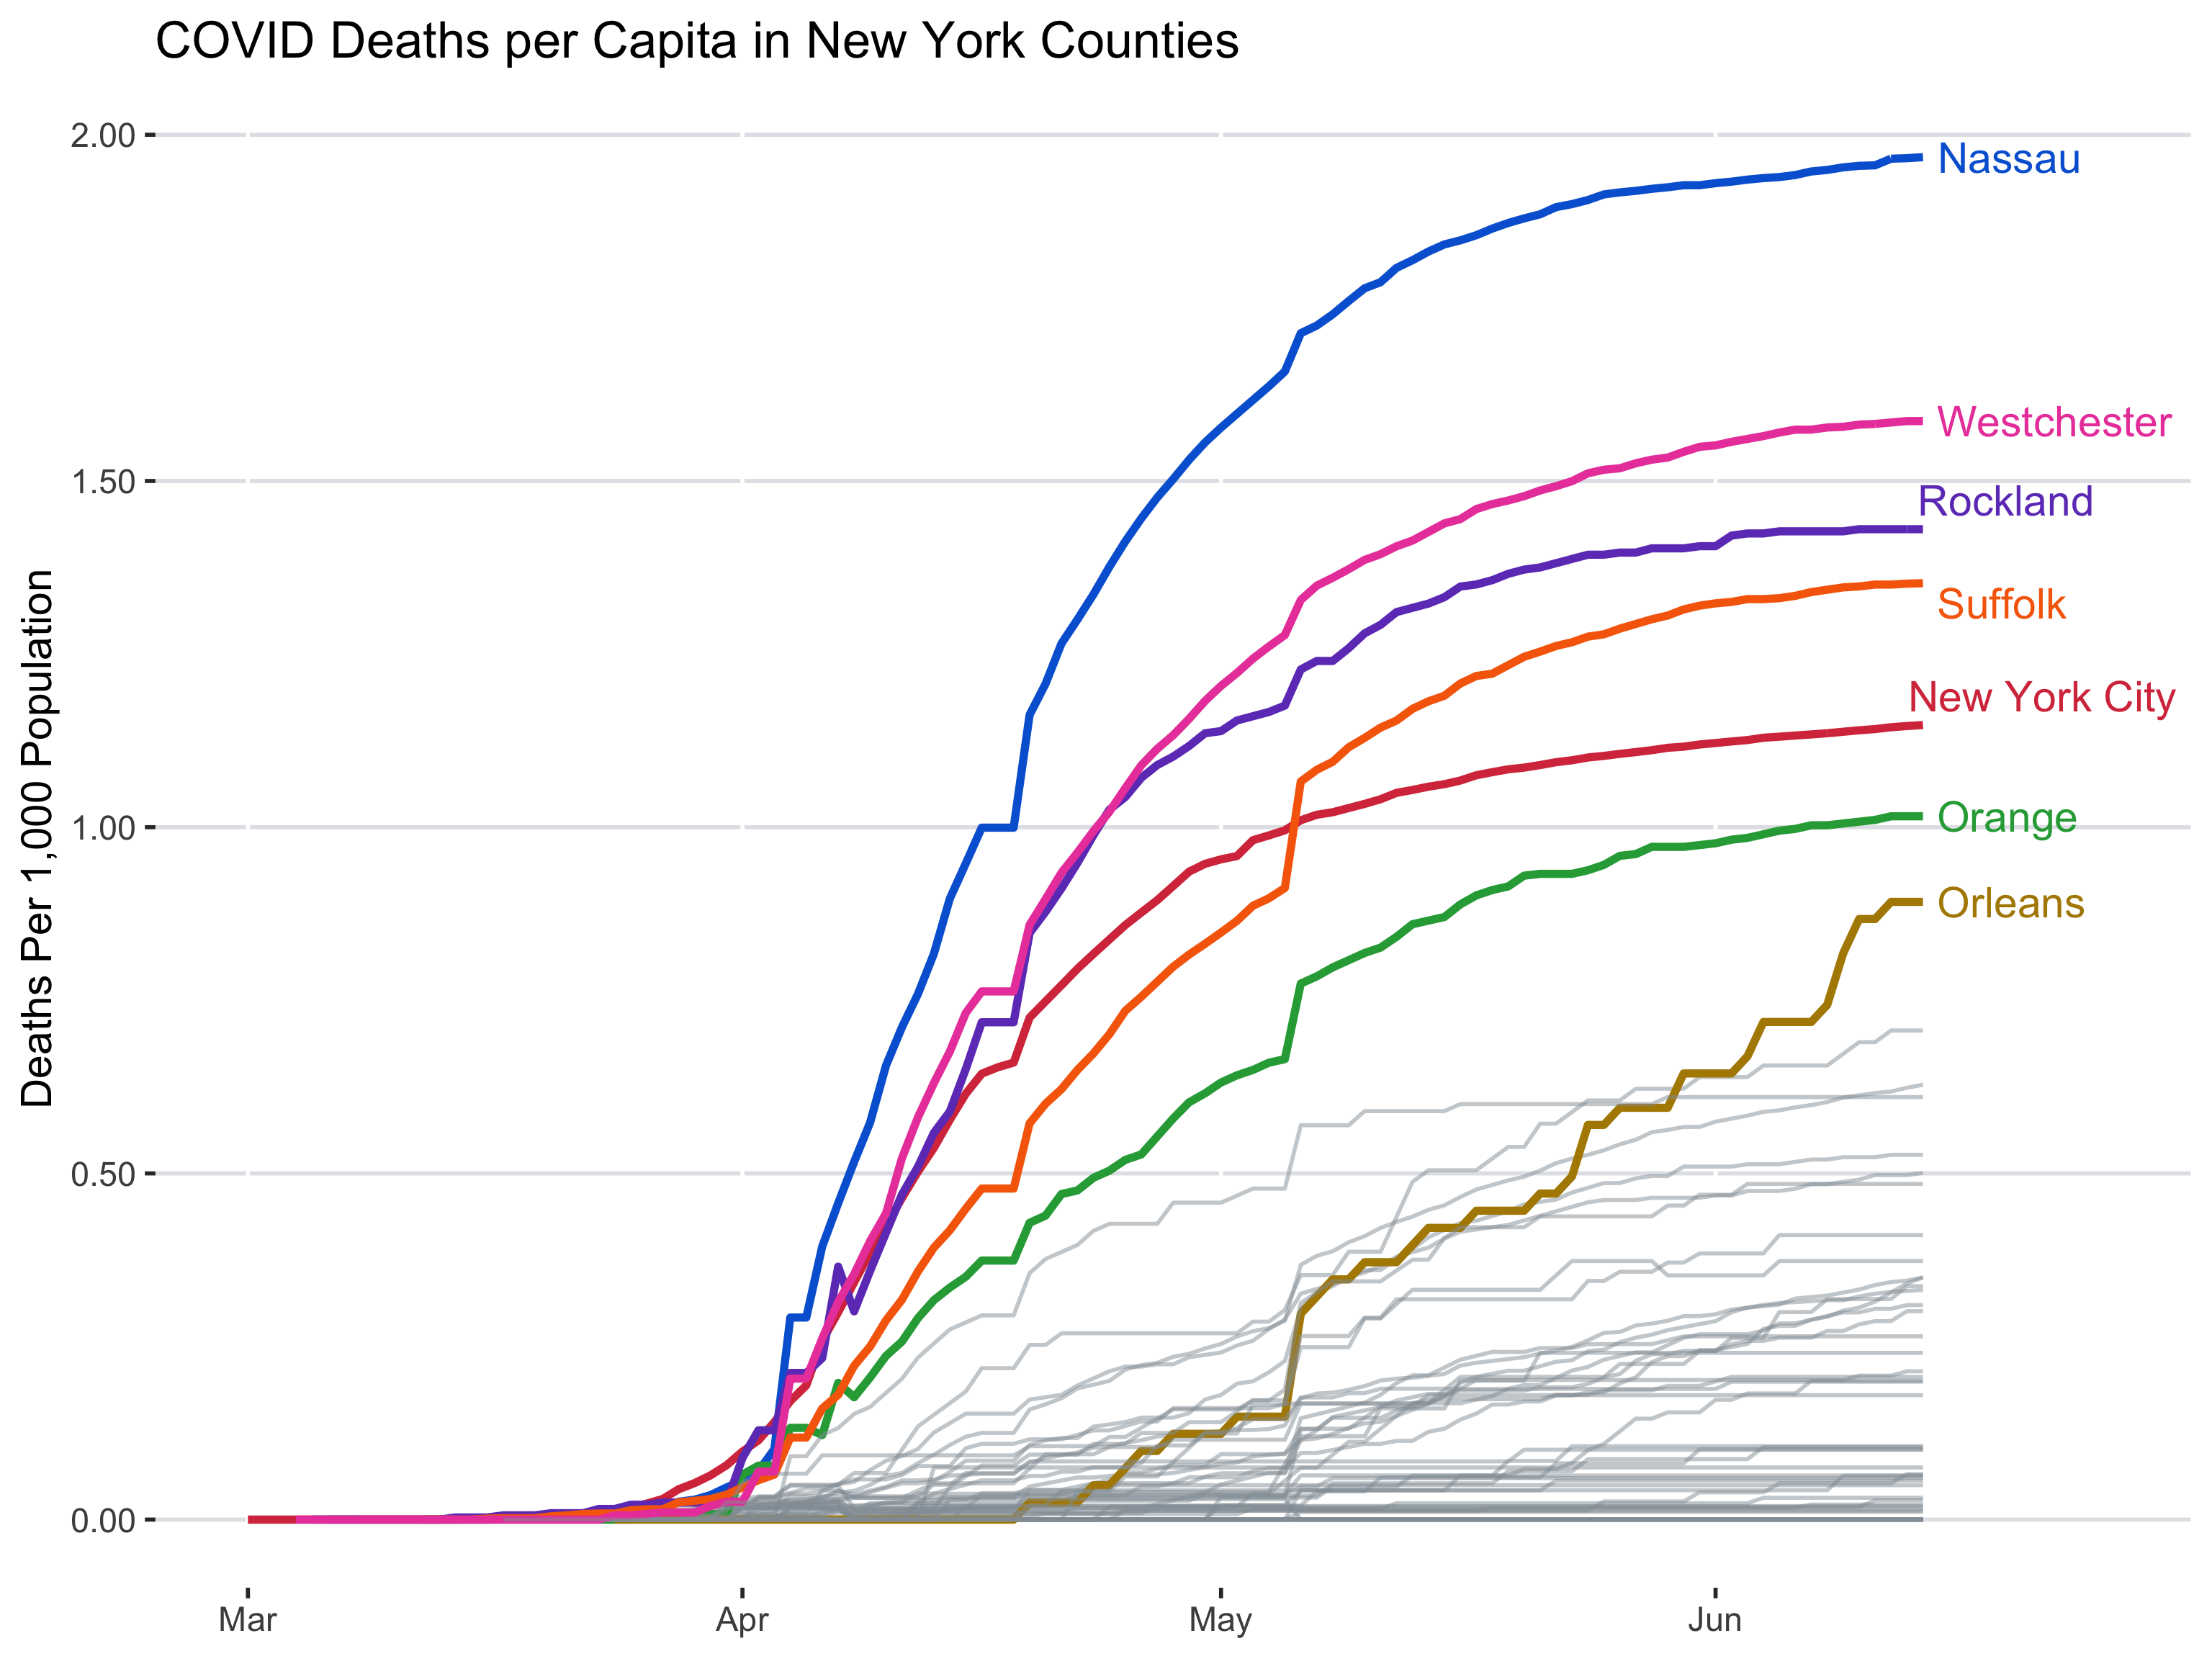 COVID Deaths per Capita in New York Counties
2.00
Nassau
Westchester
1.50
Rockland
Suffolk
Deaths Per 1,000 Population
New York City
1.00
Orange
Orleans
0.50
0.00
Mar
Apr
May
Jun